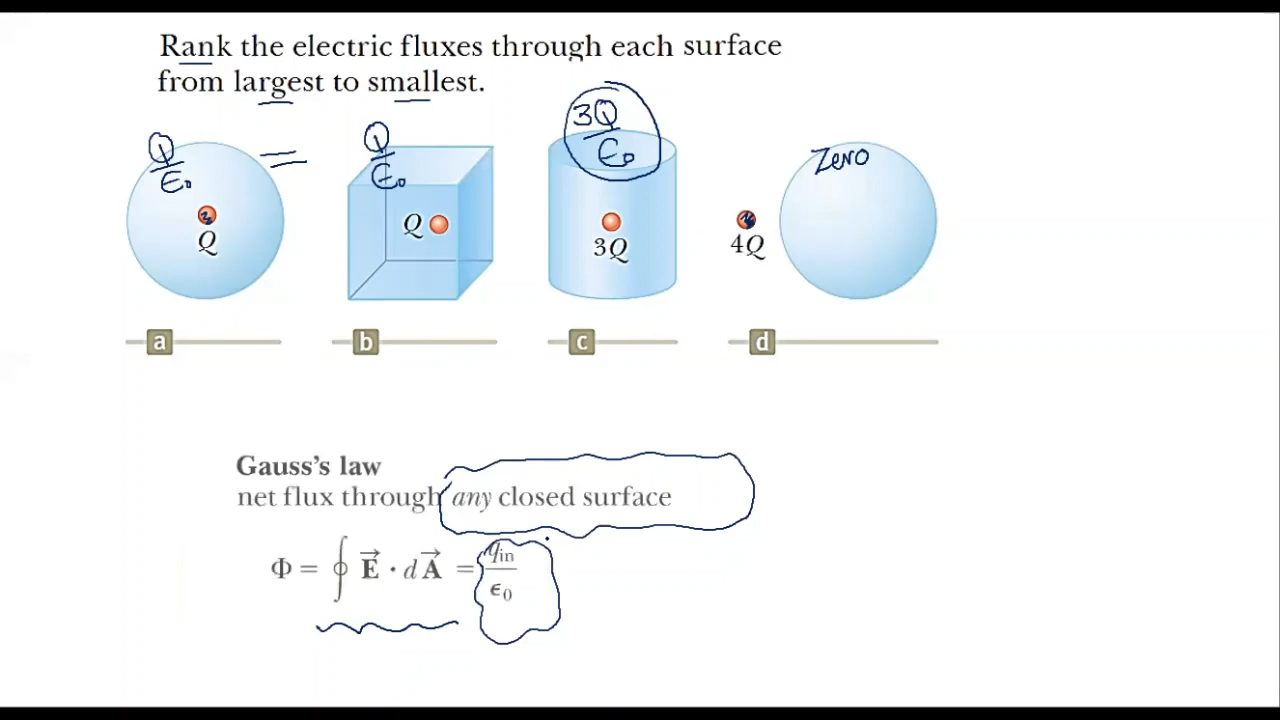 Rank the electric fluxes through each surface
from largest to smallest.
Q/ε₀ = Q/ε₀ 3Q/ε₀ Zero
Q Q 3Q 4Q
a b c d
Gauss's law
net flux through any closed surface
Φ = ∮ E⃗ · dA⃗ = qin/ϵ₀